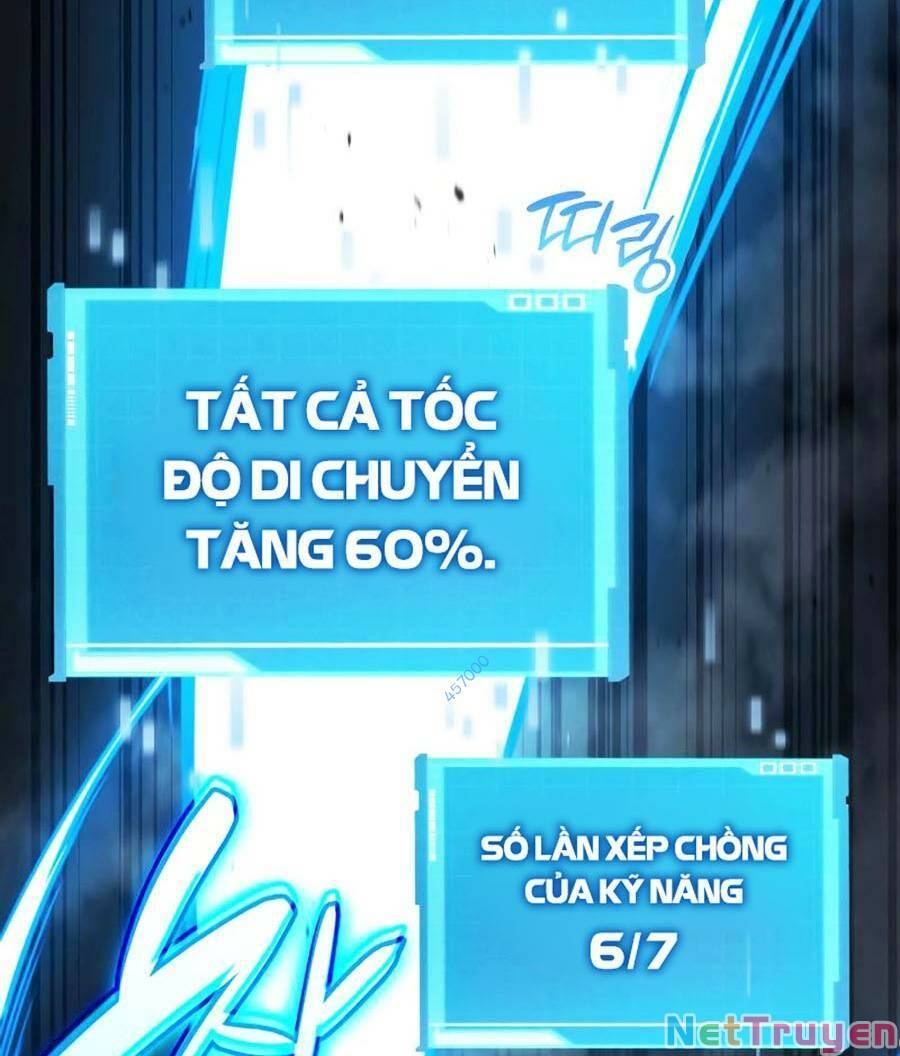 띠링
TẤT CẢ TỐC
ĐỘ DI CHUYỂN
TĂNG 60%.
457000
SỐ LẦN XẾP CHỒNG
CỦA KỸ NĂNG
6/7
NetTruyen